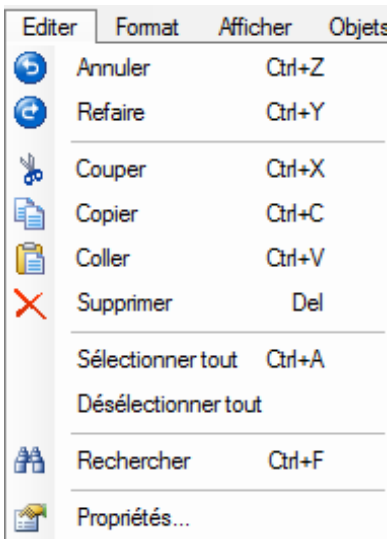 Editer Format Afficher Objets
Annuler Ctrl+Z
Refaire Ctrl+Y
Couper Ctrl+X
Copier Ctrl+C
Coller Ctrl+V
Supprimer Del
Sélectionner tout Ctrl+A
Désélectionner tout
Rechercher Ctrl+F
Propriétés...